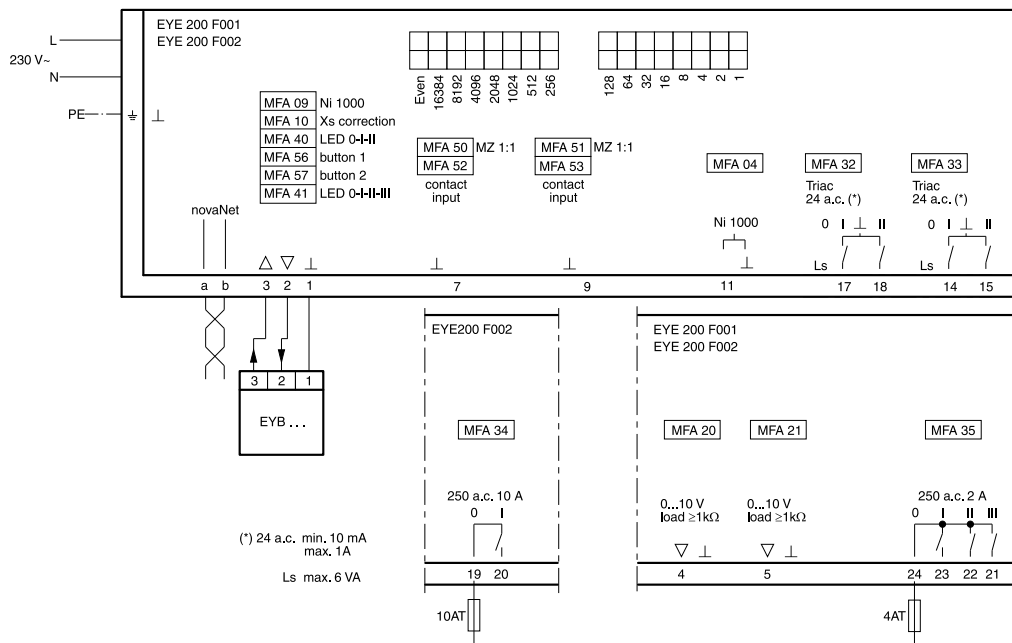 EYE 200 F001
EYE 200 F002
L
230 V~
N
PE
Even
16384
8192
4096
2048
1024
512
256
128
64
32
16
8
4
2
1
MFA 09 Ni 1000
MFA 10 Xs correction
MFA 40 LED 0-I-II
MFA 56 button 1
MFA 57 button 2
MFA 41 LED 0-I-II-III
MFA 50 MZ 1:1
MFA 52
contact
input
MFA 51 MZ 1:1
MFA 53
contact
input
MFA 04
Ni 1000
MFA 32
Triac
24 a.c. (*)
0 I II
Ls
MFA 33
Triac
24 a.c. (*)
0 I II
Ls
novaNet
a b 3 2 1 7 9 11 17 18 14 15
3 2 1
EYB ...
EYE200 F002
MFA 34
250 a.c. 10 A
0 I
19 20
10AT
EYE 200 F001
EYE 200 F002
MFA 20
0...10 V
load ≥1kΩ
MFA 21
0...10 V
load ≥1kΩ
MFA 35
250 a.c. 2 A
0 I II III
4 5 24 23 22 21
4AT
(*) 24 a.c. min. 10 mA
max. 1A
Ls max. 6 VA